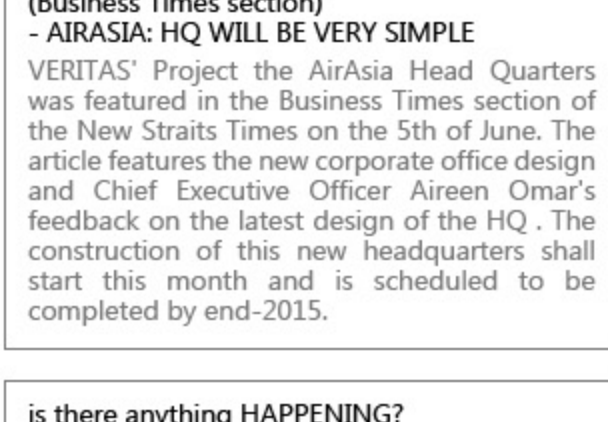 (Business Times section)
- AIRASIA: HQ WILL BE VERY SIMPLE
VERITAS' Project the AirAsia Head Quarters
was featured in the Business Times section of
the New Straits Times on the 5th of June. The
article features the new corporate office design
and Chief Executive Officer Aireen Omar's
feedback on the latest design of the HQ . The
construction of this new headquarters shall
start this month and is scheduled to be
completed by end-2015.
is there anything HAPPENING?